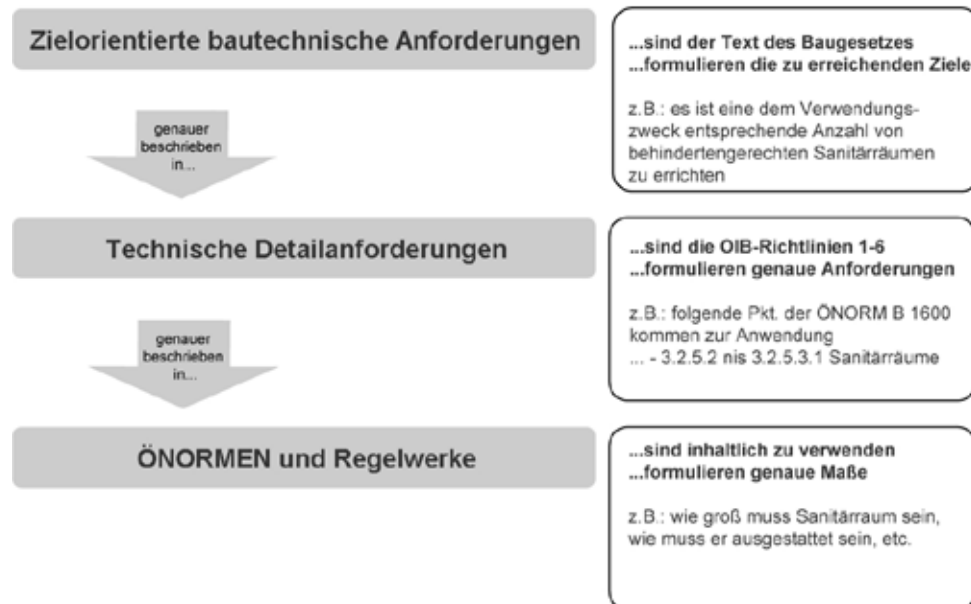 Zielorientierte bautechnische Anforderungen
...sind der Text des Baugesetzes
...formulieren die zu erreichenden Ziele
z.B.: es ist eine dem Verwendungs-
zweck entsprechende Anzahl von
behindertengerechten Sanitärräumen
zu errichten
genauer
beschrieben
in...
Technische Detailanforderungen
...sind die OIB-Richtlinien 1-6
...formulieren genaue Anforderungen
z.B.: folgende Pkt. der ÖNORM B 1600
kommen zur Anwendung
... - 3.2.5.2 nis 3.2.5.3.1 Sanitärräume
genauer
beschrieben
in...
ÖNORMEN und Regelwerke
...sind inhaltlich zu verwenden
...formulieren genaue Maße
z.B.: wie groß muss Sanitärraum sein,
wie muss er ausgestattet sein, etc.